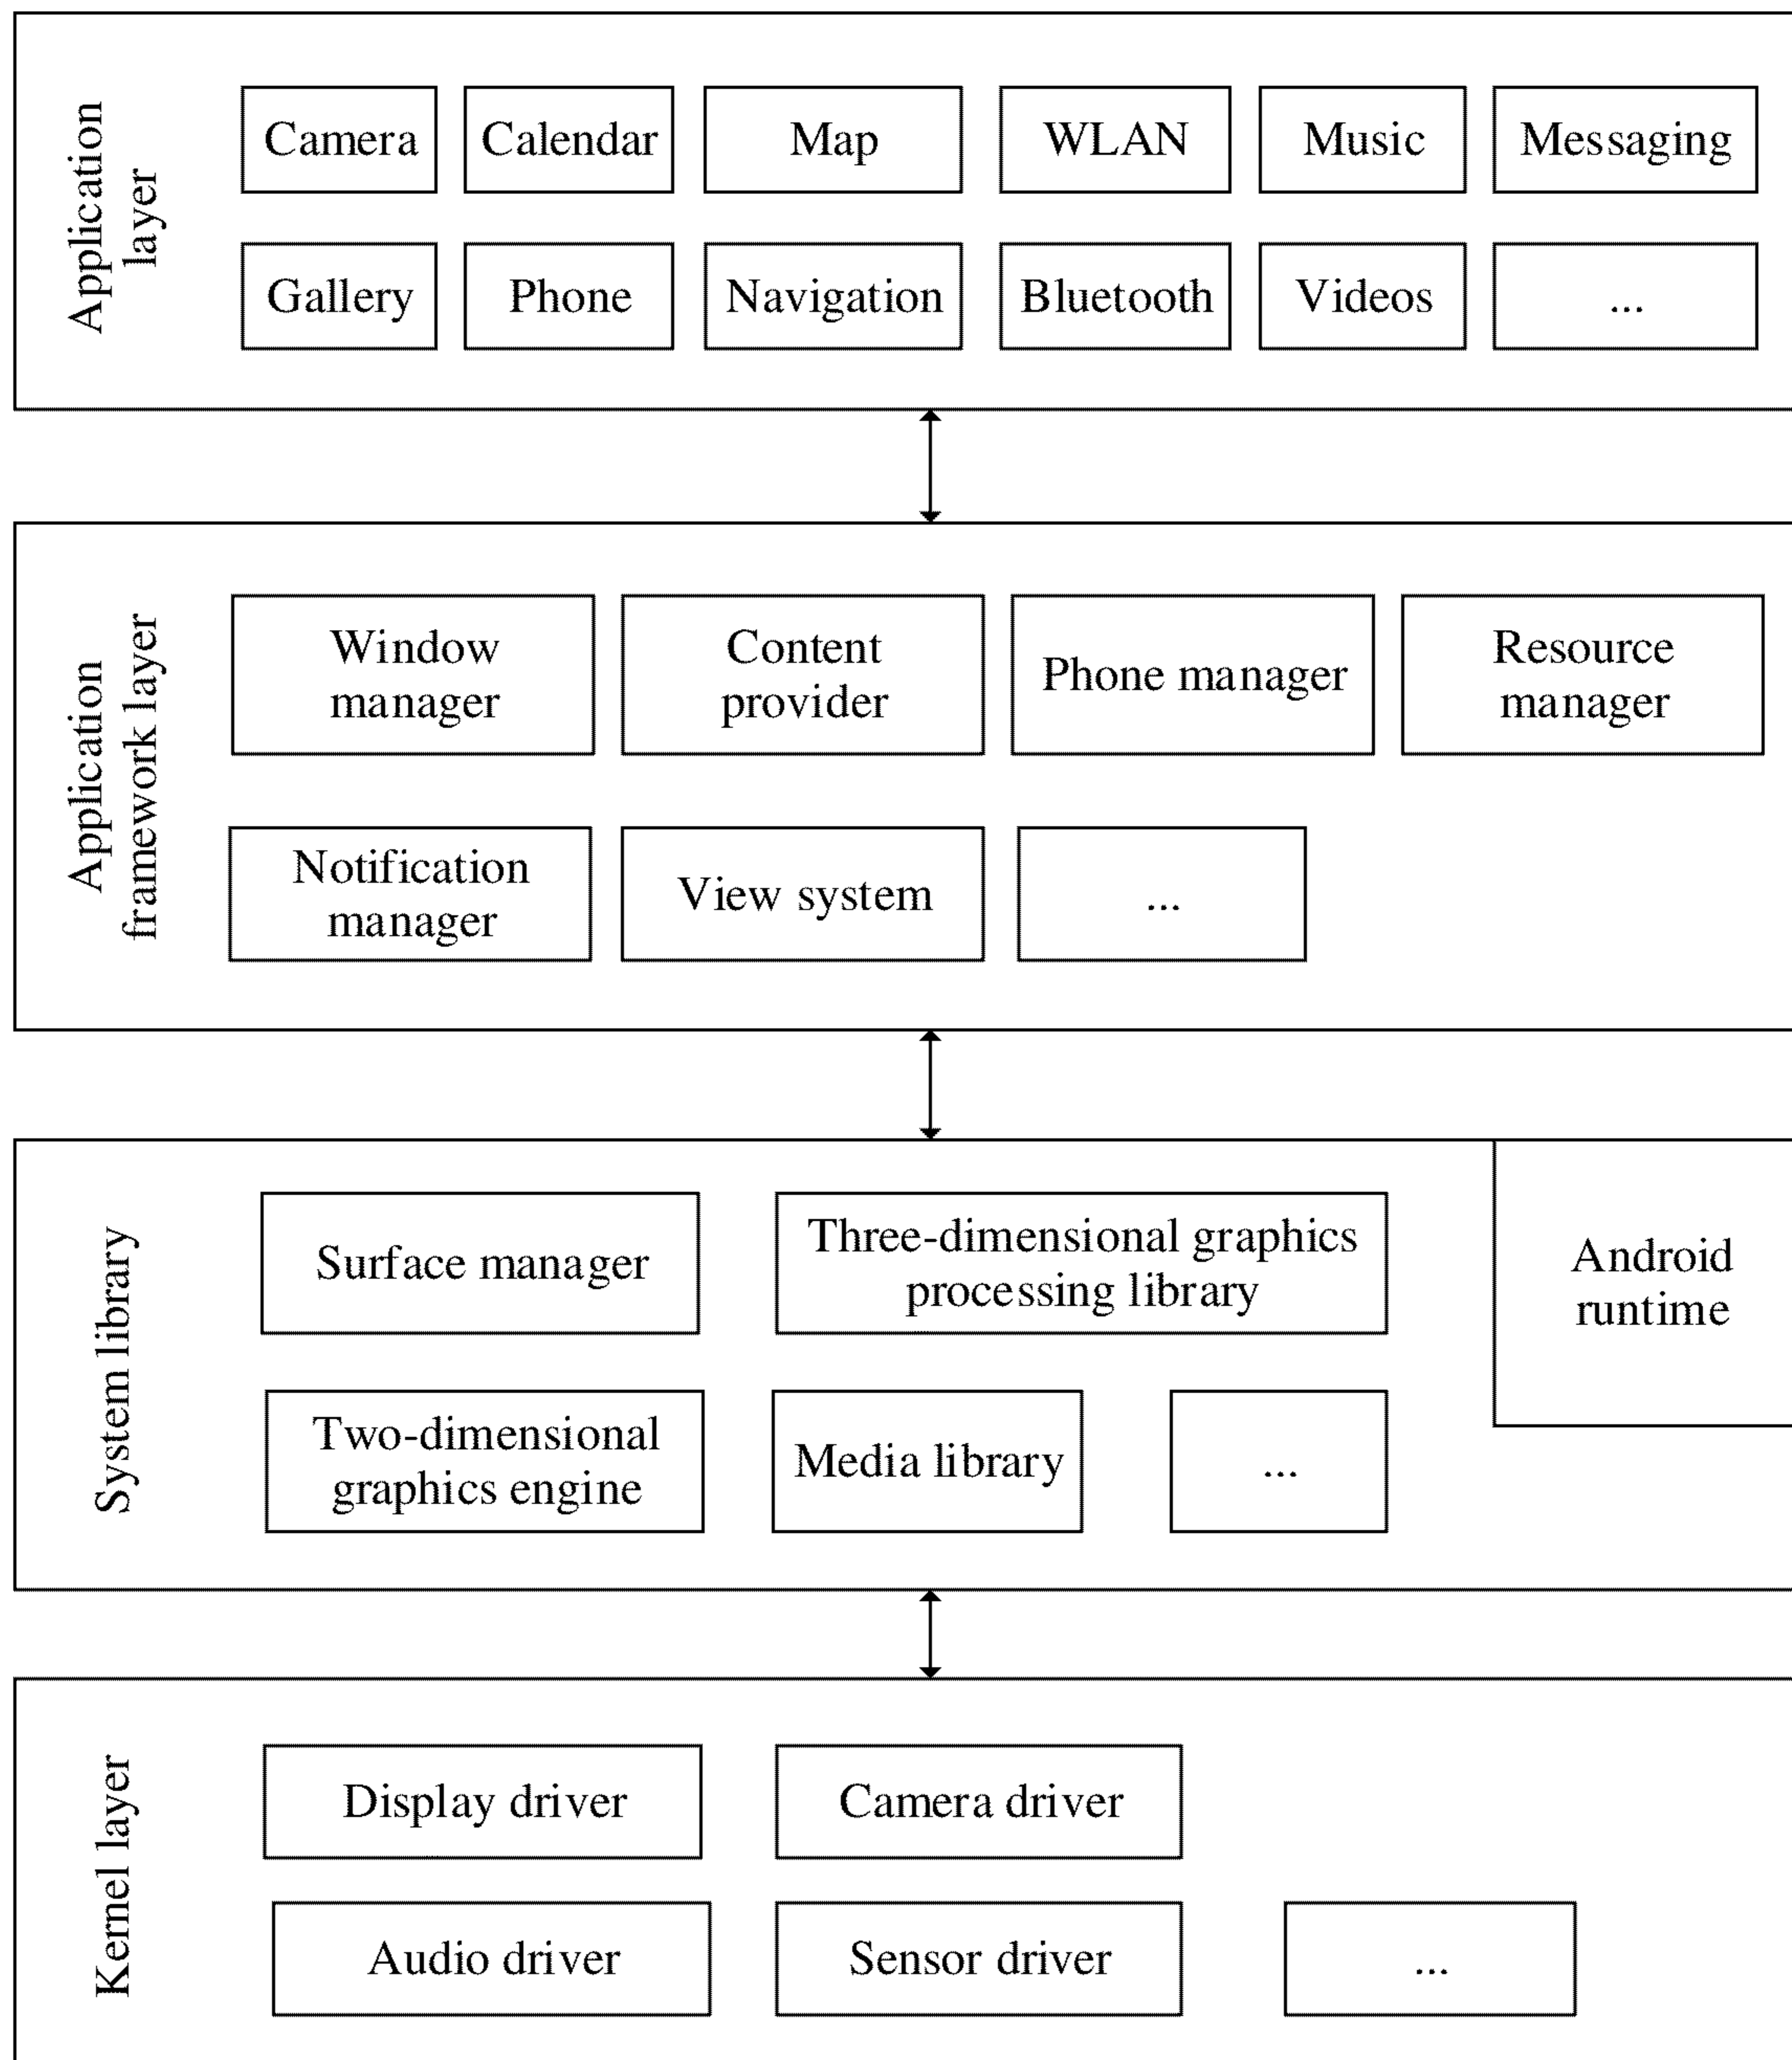 Application
layer
Camera
Calendar
Map
WLAN
Music
Messaging
Gallery
Phone
Navigation
Bluetooth
Videos
...
Application
framework layer
Window
manager
Content
provider
Phone manager
Resource
manager
Notification
manager
View system
...
System library
Surface manager
Three-dimensional graphics
processing library
Android
runtime
Two-dimensional
graphics engine
Media library
...
Kernel layer
Display driver
Camera driver
Audio driver
Sensor driver
...